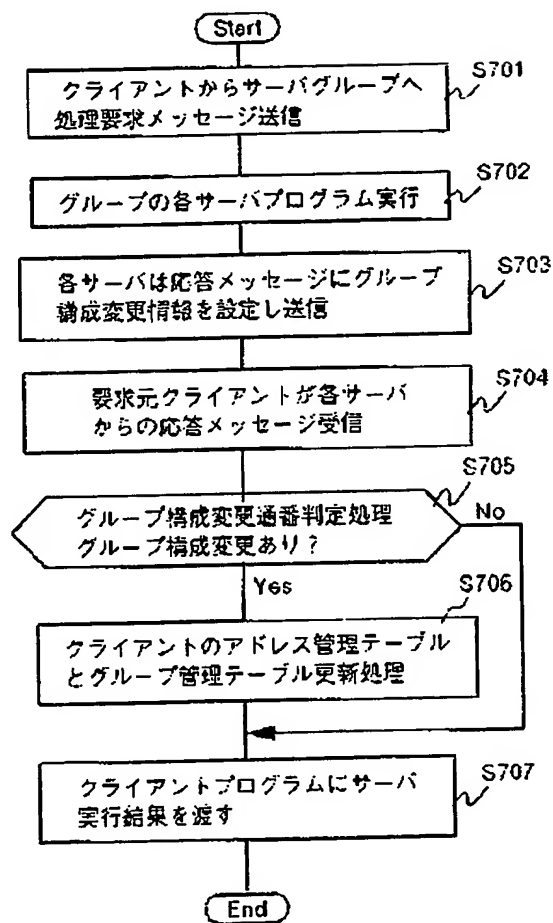 Start
S701
クライアントからサーバグループへ
処理要求メッセージ送信
S702
グループの各サーバプログラム実行
S703
各サーバは応答メッセージにグループ
構成変更情報を設定し送信
S704
要求元クライアントが各サーバ
からの応答メッセージ受信
S705
グループ構成変更通番判定処理
グループ構成変更あり?
No
Yes
S706
クライアントのアドレス管理テーブル
とグループ管理テーブル更新処理
S707
クライアントプログラムにサーバ
実行結果を渡す
End